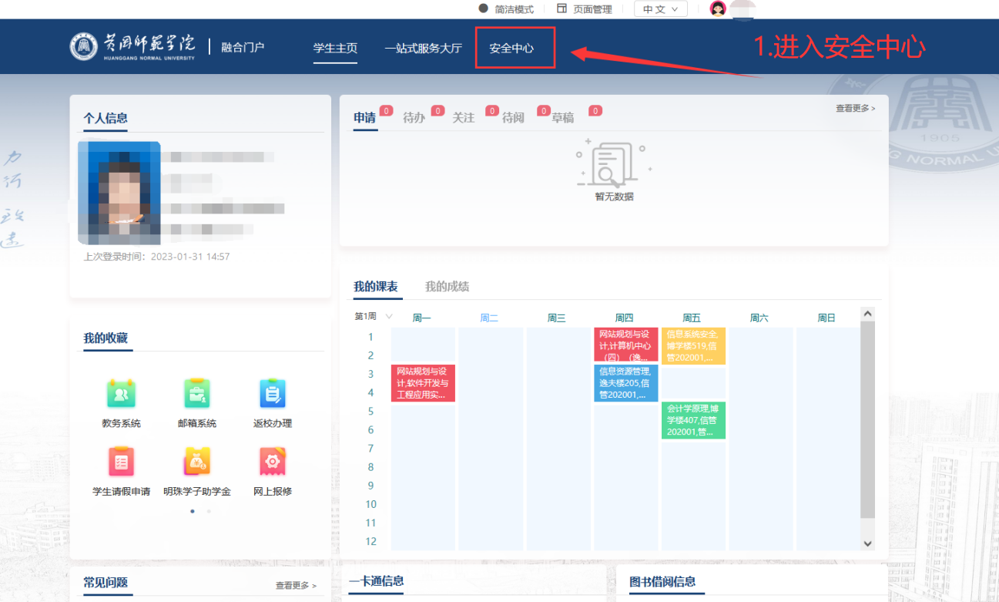 简洁模式 页面管理 中文
黄冈师范学院
HUANGGANG NORMAL UNIVERSITY
融合门户
学生主页 一站式服务大厅 安全中心
1.进入安全中心
个人信息
上次登录时间：2023-01-31 14:57
申请 0 待办 0 关注 0 待阅 0 草稿 0
查看更多 >
暂无数据
1905
G NORMAL U
力行
我的收藏
教务系统 邮箱系统 返校办理
学生请假申请 明珠学子助学金 网上报修
我的课表 我的成绩
第1周 周一 周二 周三 周四 周五 周六 周日
1
2
3
4
5
6
7
8
9
10
11
12
网站规划与设
计,软件开发与
工程应用实...
网站规划与设
计,计算机中心
（四）（逸...
信息资源管理,
逸夫楼205,信
管202001,...
信息系统安全,
博学楼519,信
管202001,...
会计学原理,博
学楼407,信管
202001,管...
常见问题
查看更多 >
一卡通信息
图书借阅信息